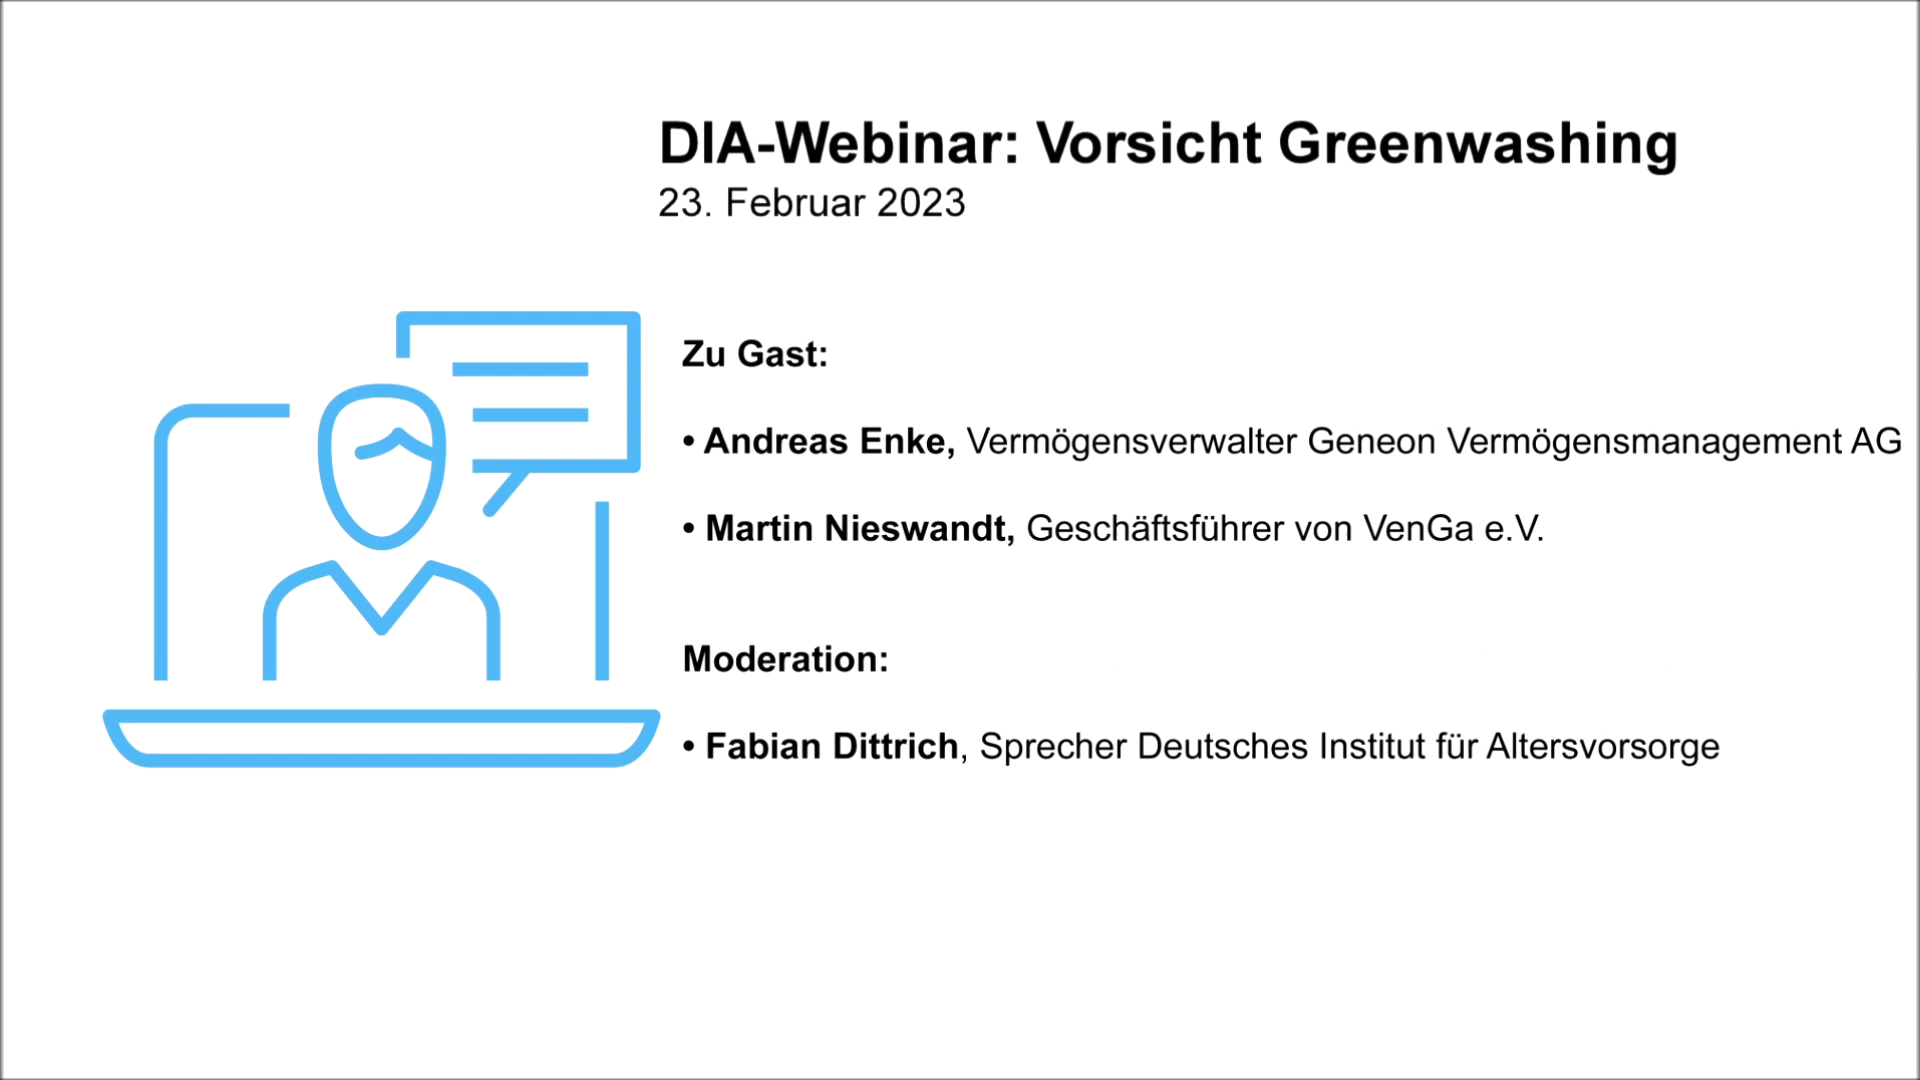 DIA-Webinar: Vorsicht Greenwashing
23. Februar 2023
Zu Gast:
• Andreas Enke, Vermögensverwalter Geneon Vermögensmanagement AG
• Martin Nieswandt, Geschäftsführer von VenGa e.V.
Moderation:
• Fabian Dittrich, Sprecher Deutsches Institut für Altersvorsorge